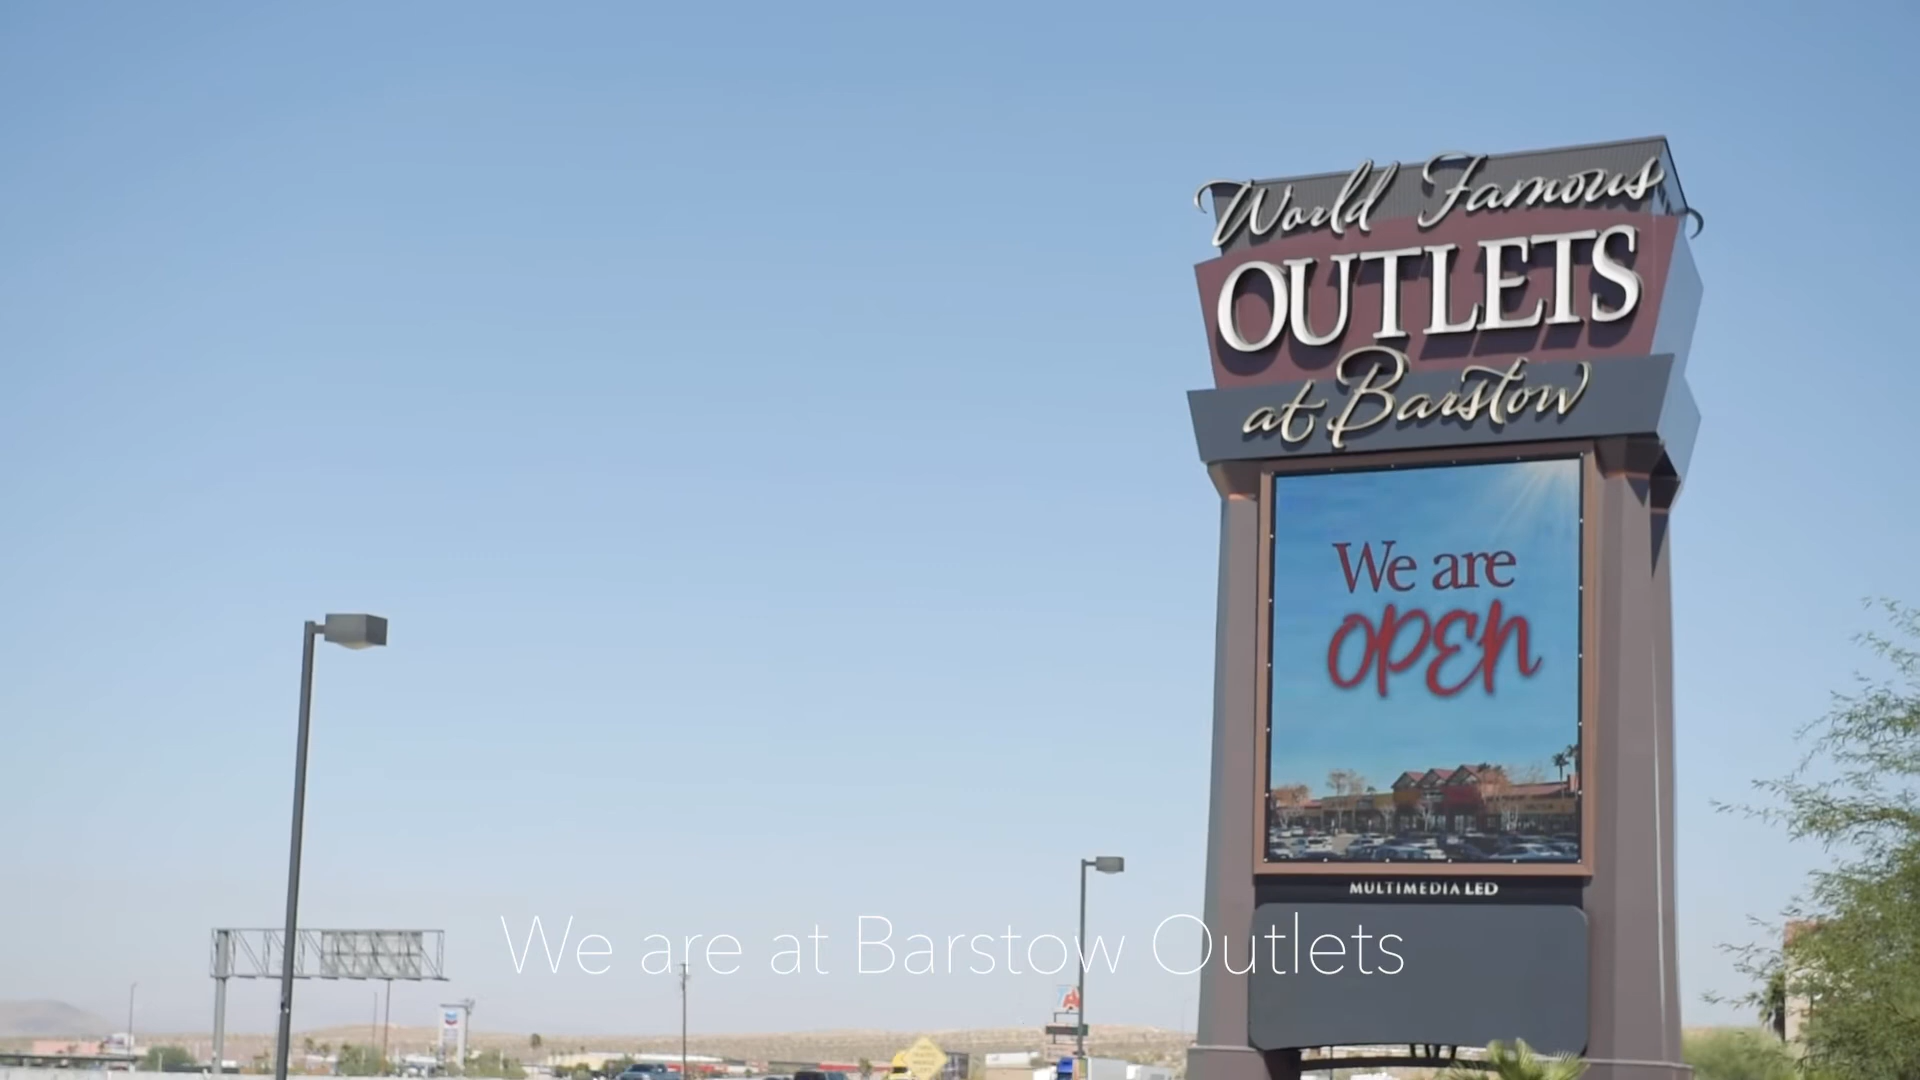 World Famous
OUTLETS
at Barstow
We are
OPEN
MULTIMEDIA LED
We are at Barstow Outlets